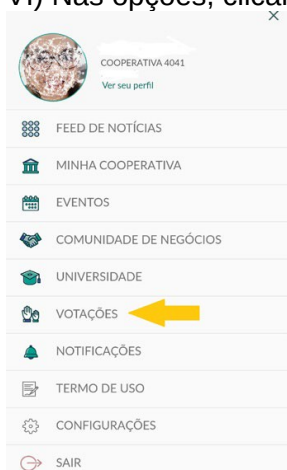 VI) Nas opções, clicar
×
COOPERATIVA 4041
Ver seu perfil
FEED DE NOTÍCIAS
MINHA COOPERATIVA
EVENTOS
COMUNIDADE DE NEGÓCIOS
UNIVERSIDADE
VOTAÇÕES
NOTIFICAÇÕES
TERMO DE USO
CONFIGURAÇÕES
SAIR